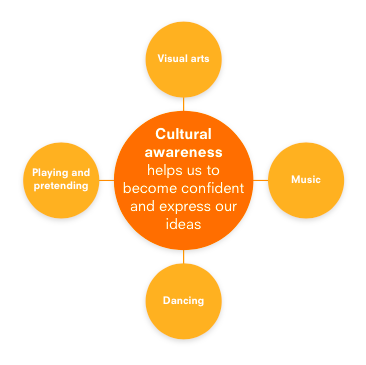 Visual arts
Playing and
pretending
Cultural
awareness
helps us to
become confident
and express our
ideas
Music
Dancing